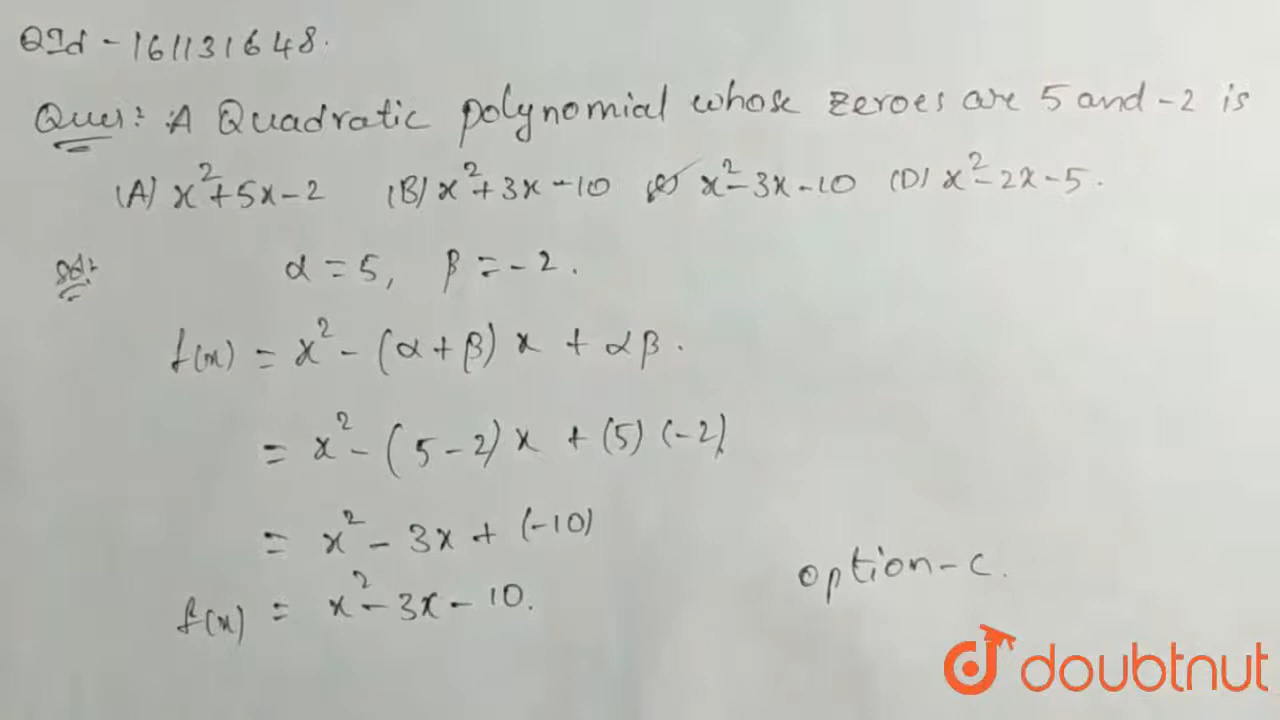 QId - 161131648.
Ques: A Quadratic polynomial whose zeroes are 5 and -2 is
(A) x²+5x-2 (B) x²+3x-10 (C) x²-3x-10 (D) x²-2x-5.
Sol:
α = 5, β = -2.
f(x) = x² - (α+β) x + αβ.
= x² - (5-2) x + (5) (-2)
= x² - 3x + (-10)
f(x) = x² - 3x - 10.
option - C.
doubtnut